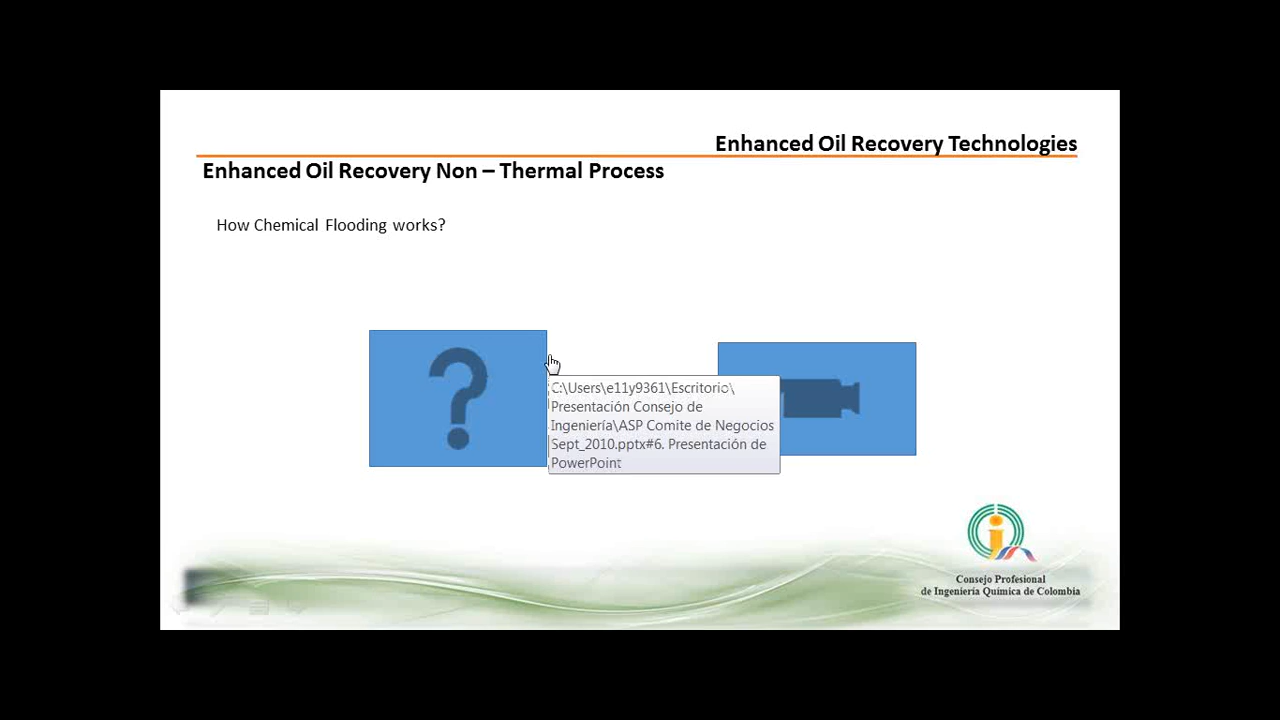 Enhanced Oil Recovery Technologies
Enhanced Oil Recovery Non – Thermal Process
How Chemical Flooding works?
?
C:\Users\e11y9361\Escritorio\
Presentación Consejo de
Ingeniería\ASP Comite de Negocios
Sept_2010.pptx#6. Presentación de
PowerPoint
Consejo Profesional
de Ingeniería Química de Colombia